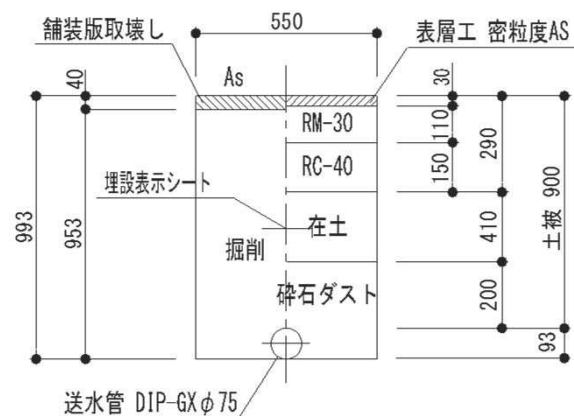 舗装版取壊し
550
表層工 密粒度AS
40
As
30
RM-30
110
290
RC-40
150
埋設表示シート
在土
993
953
掘削
410
土被 900
砕石ダスト
200
93
送水管 DIP-GXφ75